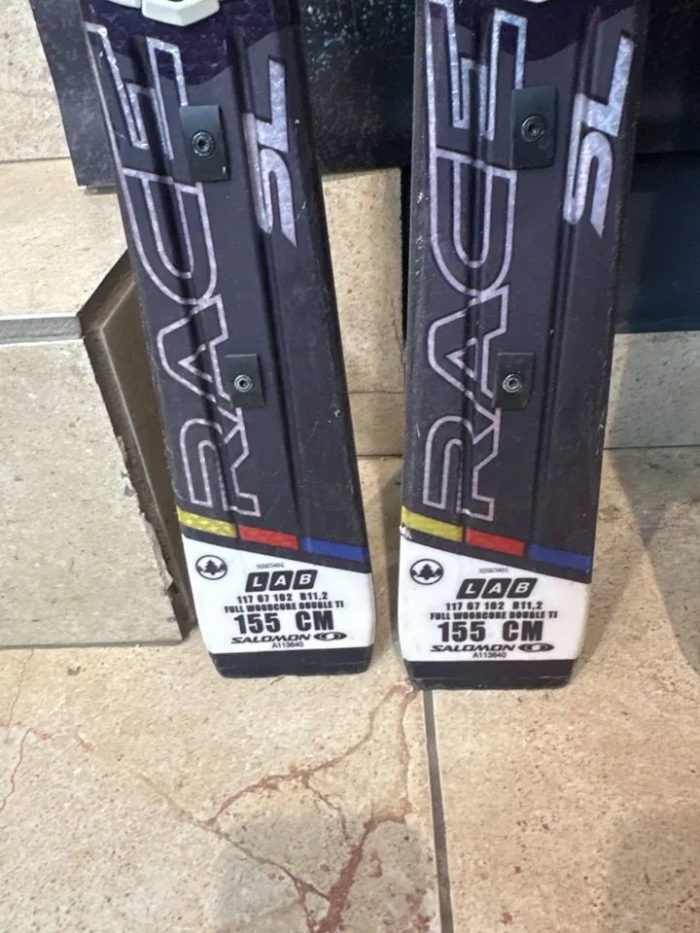 RACE SL
LAB
117 67 102 R11,2
FULL WOODCORE DOUBLE TI
155 CM
SALOMON
A113640
RACE SL
LAB
117 67 102 R11,2
FULL WOODCORE DOUBLE TI
155 CM
SALOMON
A113640